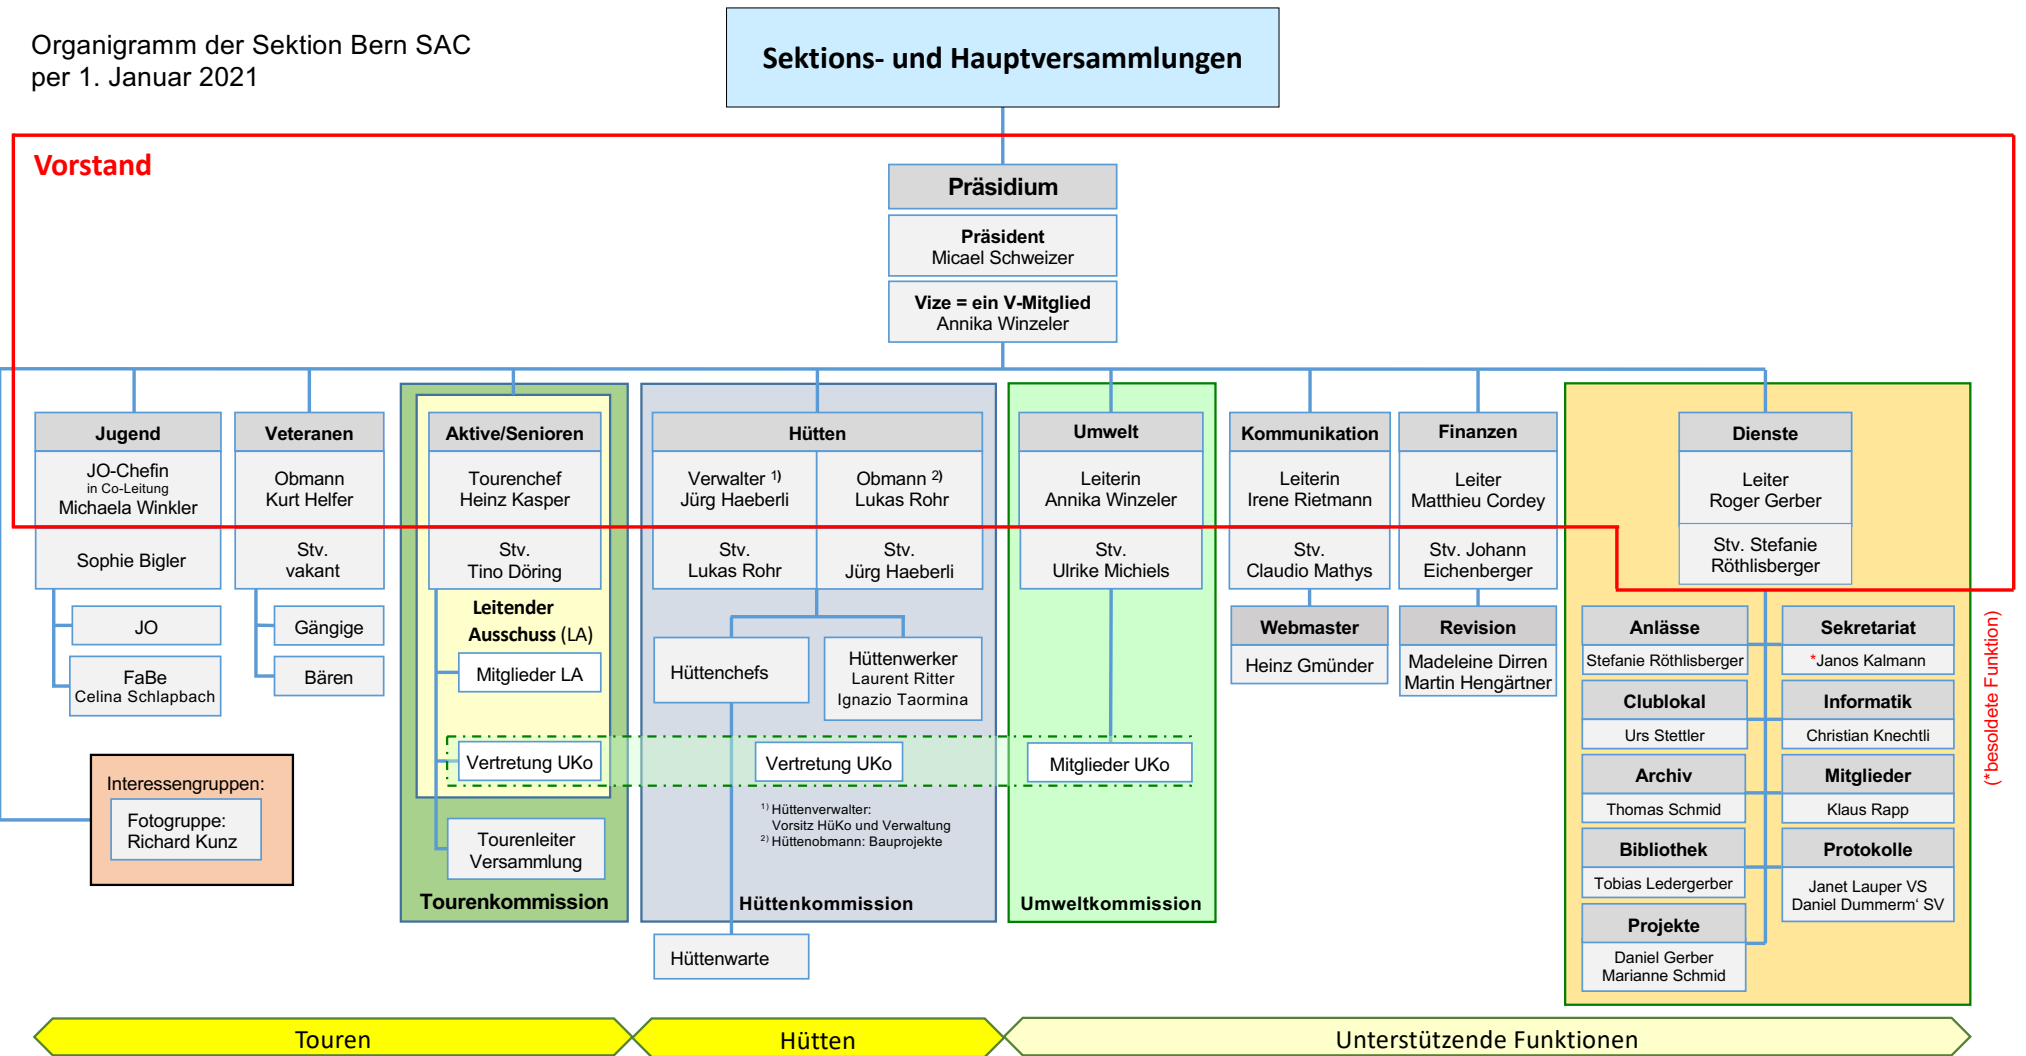 Organigramm der Sektion Bern SAC
per 1. Januar 2021
Sektions- und Hauptversammlungen
Vorstand
Präsidium
Präsident
Micael Schweizer
Vize = ein V-Mitglied
Annika Winzeler
Jugend
JO-Chefin
in Co-Leitung
Michaela Winkler
Sophie Bigler
JO
FaBe
Celina Schlapbach
Veteranen
Obmann
Kurt Helfer
Stv.
vakant
Gängige
Bären
Interessengruppen:
Fotogruppe:
Richard Kunz
Aktive/Senioren
Tourenchef
Heinz Kasper
Stv.
Tino Döring
Leitender
Ausschuss (LA)
Mitglieder LA
Vertretung UKo
Tourenleiter
Versammlung
Tourenkommission
Hütten
Verwalter 1)
Jürg Haeberli
Obmann 2)
Lukas Rohr
Stv.
Lukas Rohr
Stv.
Jürg Haeberli
Hüttenchefs
Hüttenwerker
Laurent Ritter
Ignazio Taormina
Vertretung UKo
1) Hüttenverwalter:
Vorsitz HüKo und Verwaltung
2) Hüttenobmann: Bauprojekte
Hüttenkommission
Hüttenwarte
Umwelt
Leiterin
Annika Winzeler
Stv.
Ulrike Michiels
Mitglieder UKo
Umweltkommission
Kommunikation
Leiterin
Irene Rietmann
Stv.
Claudio Mathys
Webmaster
Heinz Gmünder
Finanzen
Leiter
Matthieu Cordey
Stv. Johann
Eichenberger
Revision
Madeleine Dirren
Martin Hengärtner
Dienste
Leiter
Roger Gerber
Stv. Stefanie
Röthlisberger
Anlässe
Stefanie Röthlisberger
Sekretariat
*Janos Kalmann
Clublokal
Urs Stettler
Informatik
Christian Knechtli
Archiv
Thomas Schmid
Mitglieder
Klaus Rapp
Bibliothek
Tobias Ledergerber
Protokolle
Janet Lauper VS
Daniel Dummerm‘ SV
Projekte
Daniel Gerber
Marianne Schmid
(*besoldete Funktion)
Touren
Hütten
Unterstützende Funktionen